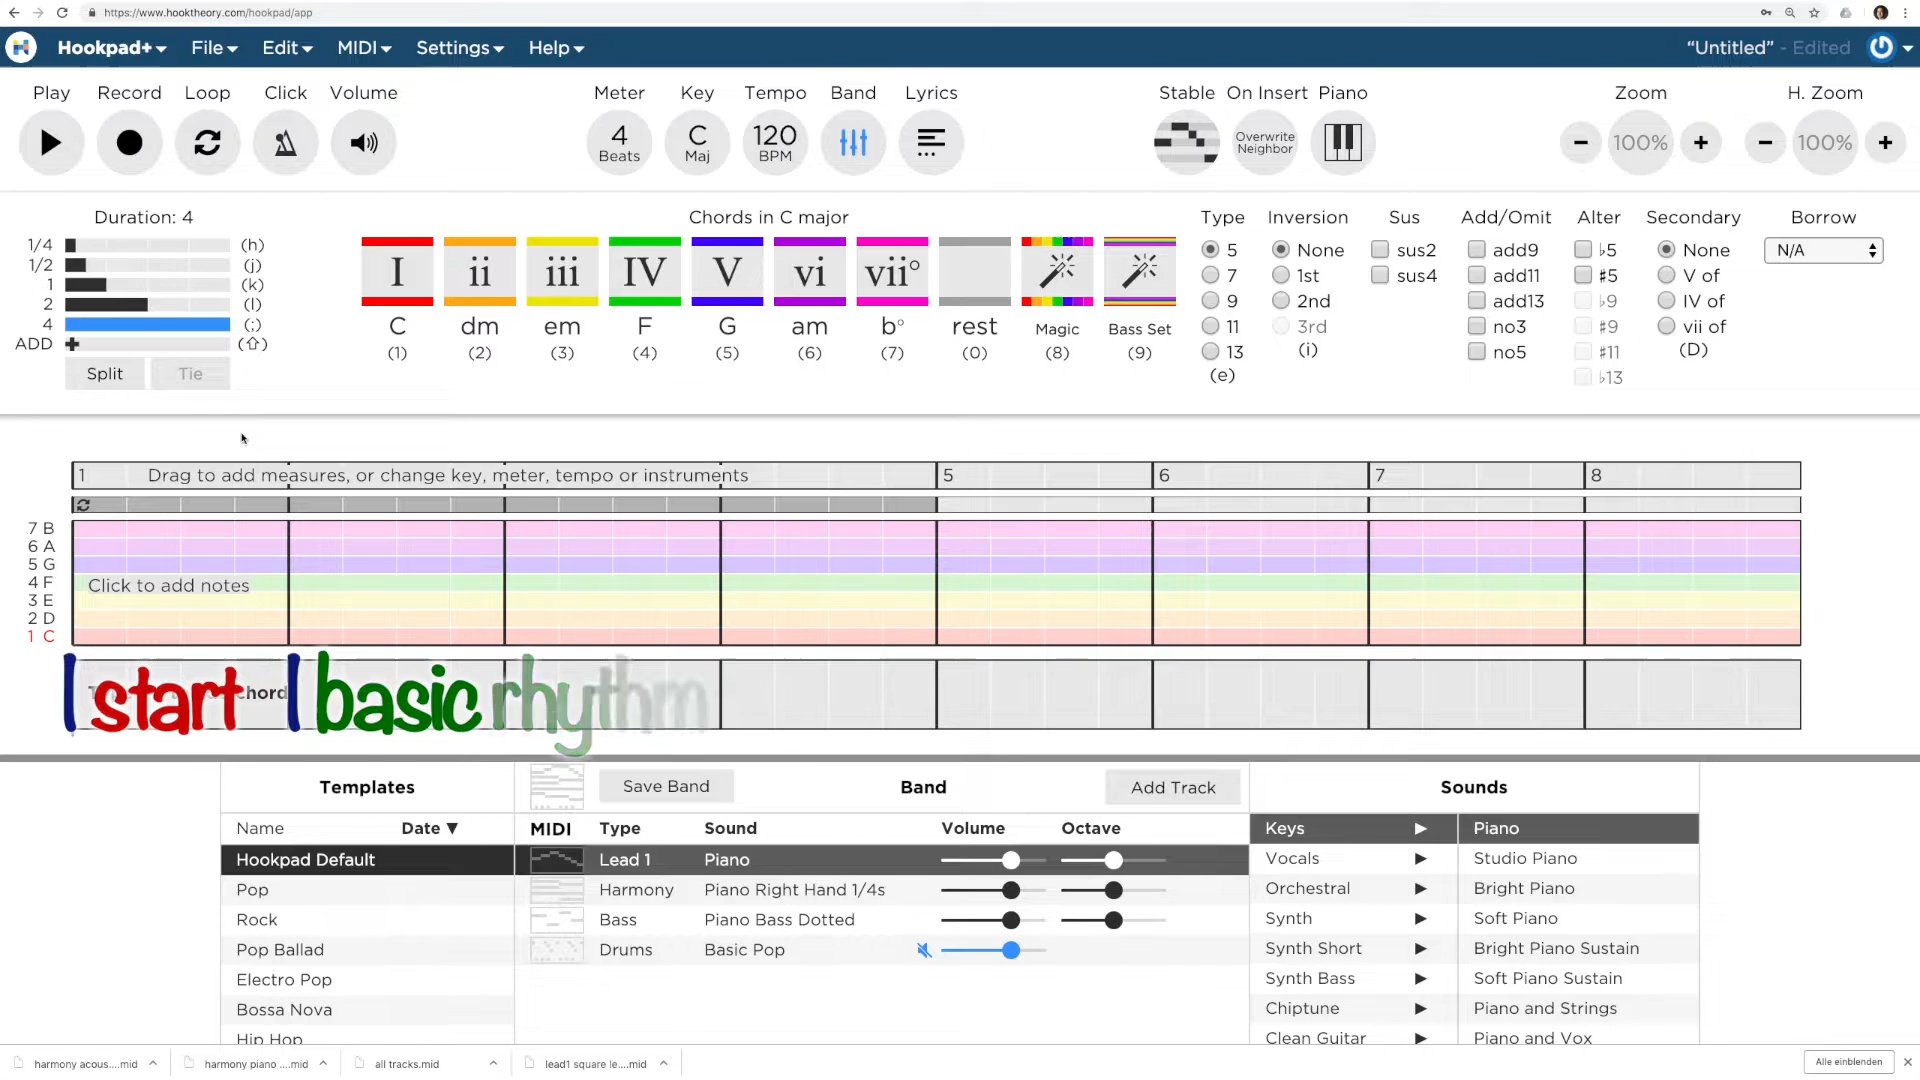 https://www.hooktheory.com/hookpad/app
Hookpad+ File Edit MIDI Settings Help "Untitled" - Edited
Play Record Loop Click Volume Meter Key Tempo Band Lyrics Stable On Insert Piano Zoom H. Zoom
4 Beats C Maj 120 BPM Overwrite Neighbor 100% 100%
Duration: 4 Chords in C major Type Inversion Sus Add/Omit Alter Secondary Borrow
1/4 (h)
1/2 (j)
1 (k)
2 (l)
4 (;)
ADD (⇧)
Split Tie
I ii iii IV V vi vii°
C dm em F G am b° rest Magic Bass Set
(1) (2) (3) (4) (5) (6) (7) (0) (8) (9)
5 None sus2 add9 ♭5 None N/A
7 1st sus4 add11 ♯5 V of
9 2nd add13 ♭9 IV of
11 3rd no3 ♯9 vii of
13 (i) no5 ♯11 (D)
(e) ♭13
1 Drag to add measures, or change key, meter, tempo or instruments 5 6 7 8
7 B
6 A
5 G
4 F
Click to add notes
3 E
2 D
1 C
chord
I start I basic rhythm
Templates Save Band Band Add Track Sounds
Name Date ▼ MIDI Type Sound Volume Octave Keys ▶ Piano
Hookpad Default Lead 1 Piano Vocals ▶ Studio Piano
Pop Harmony Piano Right Hand 1/4s Orchestral ▶ Bright Piano
Rock Bass Piano Bass Dotted Synth ▶ Soft Piano
Pop Ballad Drums Basic Pop Synth Short ▶ Bright Piano Sustain
Electro Pop Synth Bass ▶ Soft Piano Sustain
Bossa Nova Chiptune ▶ Piano and Strings
Hip Hop Clean Guitar ▶ Piano and Vox
harmony acous....mid harmony piano ....mid all tracks.mid lead1 square le....mid Alle einblenden